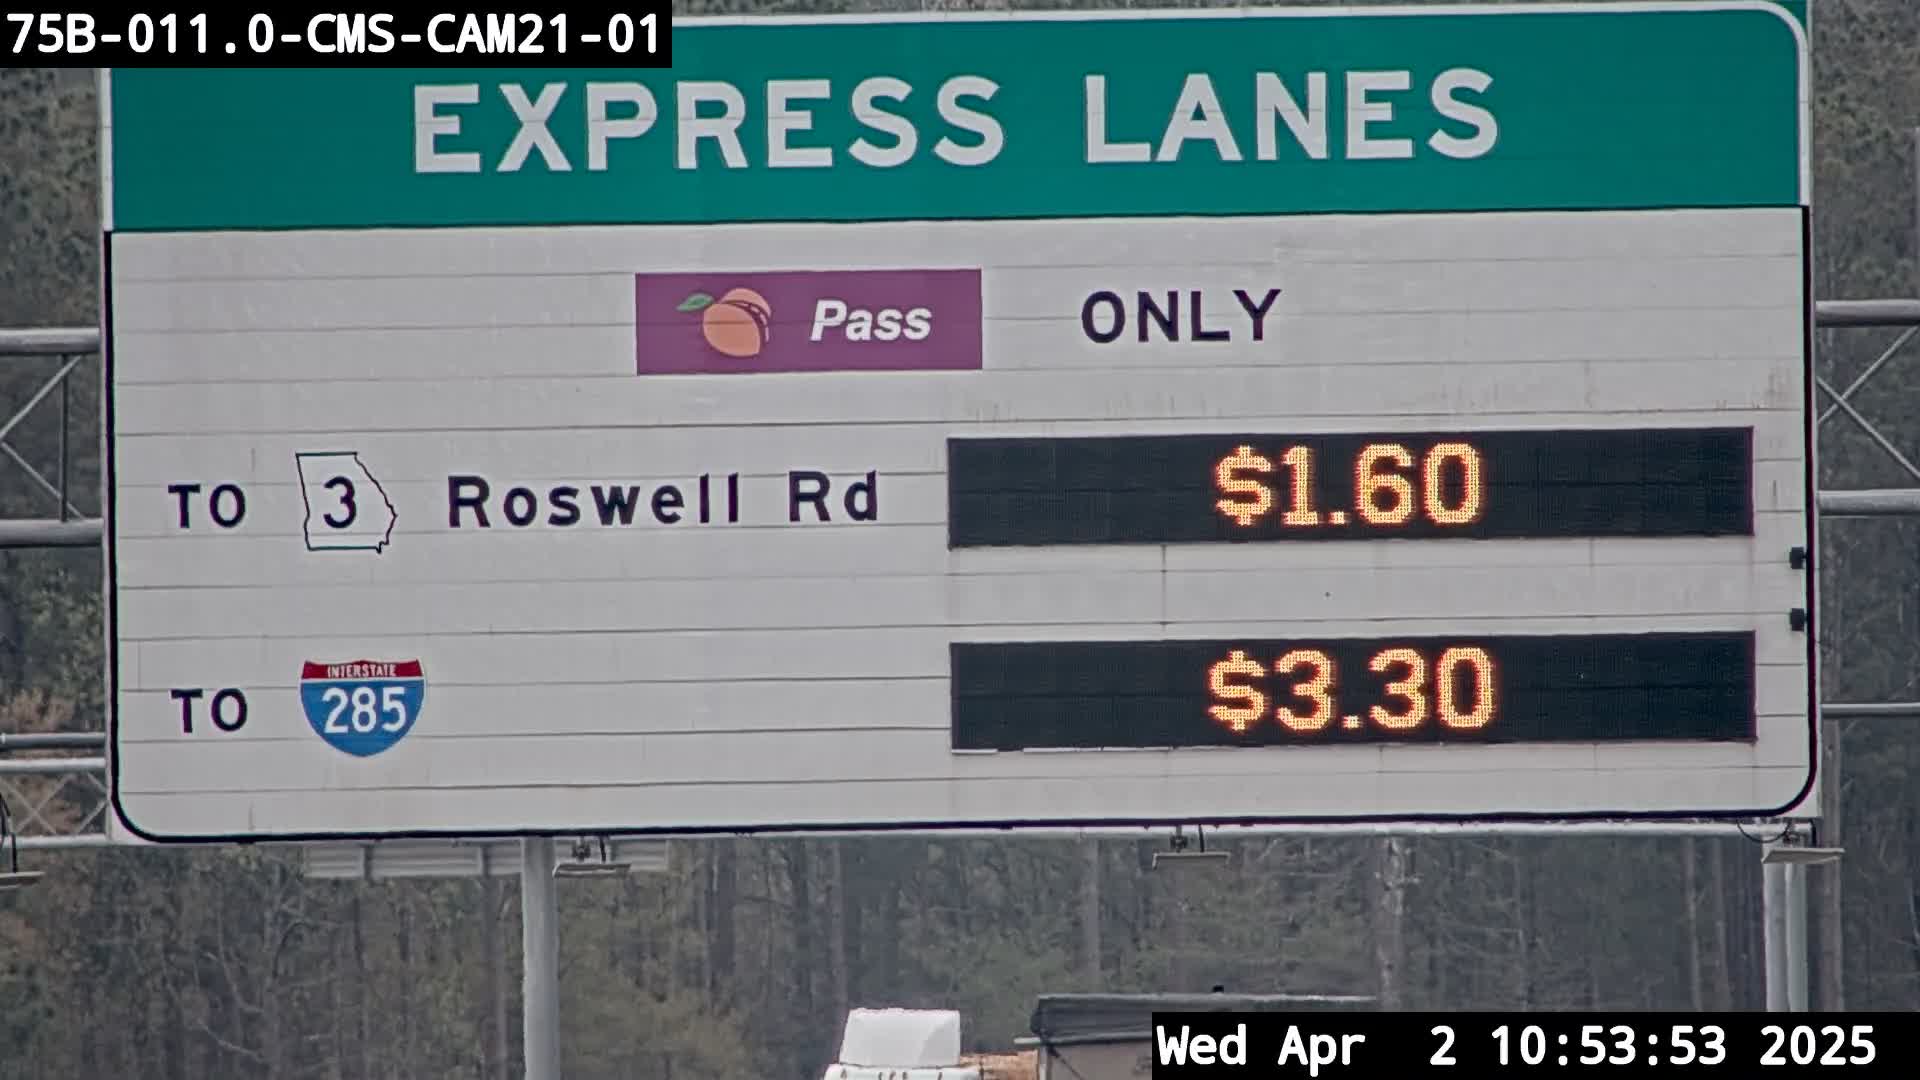 75B-011.0-CMS-CAM21-01
EXPRESS LANES
Pass ONLY
TO 3 Roswell Rd $1.60
INTERSTATE
TO 285 $3.30
Wed Apr 2 10:53:53 2025